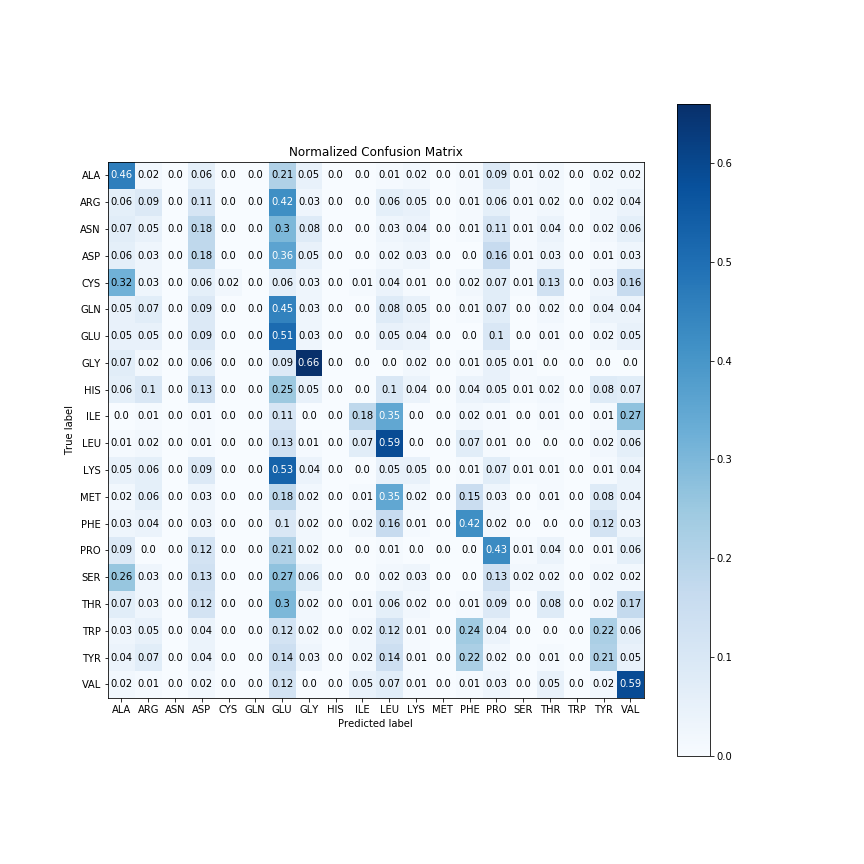 Normalized Confusion Matrix
ALA 0.46 0.02 0.0 0.06 0.0 0.0 0.21 0.05 0.0 0.0 0.01 0.02 0.0 0.01 0.09 0.01 0.02 0.0 0.02 0.02
ARG 0.06 0.09 0.0 0.11 0.0 0.0 0.42 0.03 0.0 0.0 0.06 0.05 0.0 0.01 0.06 0.01 0.02 0.0 0.02 0.04
ASN 0.07 0.05 0.0 0.18 0.0 0.0 0.3 0.08 0.0 0.0 0.03 0.04 0.0 0.01 0.11 0.01 0.04 0.0 0.02 0.06
ASP 0.06 0.03 0.0 0.18 0.0 0.0 0.36 0.05 0.0 0.0 0.02 0.03 0.0 0.0 0.16 0.01 0.03 0.0 0.01 0.03
CYS 0.32 0.03 0.0 0.06 0.02 0.0 0.06 0.03 0.0 0.01 0.04 0.01 0.0 0.02 0.07 0.01 0.13 0.0 0.03 0.16
GLN 0.05 0.07 0.0 0.09 0.0 0.0 0.45 0.03 0.0 0.0 0.08 0.05 0.0 0.01 0.07 0.0 0.02 0.0 0.04 0.04
GLU 0.05 0.05 0.0 0.09 0.0 0.0 0.51 0.03 0.0 0.0 0.05 0.04 0.0 0.0 0.1 0.0 0.01 0.0 0.02 0.05
GLY 0.07 0.02 0.0 0.06 0.0 0.0 0.09 0.66 0.0 0.0 0.0 0.02 0.0 0.01 0.05 0.01 0.0 0.0 0.0 0.0
HIS 0.06 0.1 0.0 0.13 0.0 0.0 0.25 0.05 0.0 0.0 0.1 0.04 0.0 0.04 0.05 0.01 0.02 0.0 0.08 0.07
ILE 0.0 0.01 0.0 0.01 0.0 0.0 0.11 0.0 0.0 0.18 0.35 0.0 0.0 0.02 0.01 0.0 0.01 0.0 0.01 0.27
LEU 0.01 0.02 0.0 0.01 0.0 0.0 0.13 0.01 0.0 0.07 0.59 0.0 0.0 0.07 0.01 0.0 0.0 0.0 0.02 0.06
LYS 0.05 0.06 0.0 0.09 0.0 0.0 0.53 0.04 0.0 0.0 0.05 0.05 0.0 0.01 0.07 0.01 0.01 0.0 0.01 0.04
MET 0.02 0.06 0.0 0.03 0.0 0.0 0.18 0.02 0.0 0.01 0.35 0.02 0.0 0.15 0.03 0.0 0.01 0.0 0.08 0.04
PHE 0.03 0.04 0.0 0.03 0.0 0.0 0.1 0.02 0.0 0.02 0.16 0.01 0.0 0.42 0.02 0.0 0.0 0.0 0.12 0.03
PRO 0.09 0.0 0.0 0.12 0.0 0.0 0.21 0.02 0.0 0.0 0.01 0.0 0.0 0.0 0.43 0.01 0.04 0.0 0.01 0.06
SER 0.26 0.03 0.0 0.13 0.0 0.0 0.27 0.06 0.0 0.0 0.02 0.03 0.0 0.0 0.13 0.02 0.02 0.0 0.02 0.02
THR 0.07 0.03 0.0 0.12 0.0 0.0 0.3 0.02 0.0 0.01 0.06 0.02 0.0 0.01 0.09 0.0 0.08 0.0 0.02 0.17
TRP 0.03 0.05 0.0 0.04 0.0 0.0 0.12 0.02 0.0 0.02 0.12 0.01 0.0 0.24 0.04 0.0 0.0 0.0 0.22 0.06
TYR 0.04 0.07 0.0 0.04 0.0 0.0 0.14 0.03 0.0 0.02 0.14 0.01 0.0 0.22 0.02 0.0 0.01 0.0 0.21 0.05
VAL 0.02 0.01 0.0 0.02 0.0 0.0 0.12 0.0 0.0 0.05 0.07 0.01 0.0 0.01 0.03 0.0 0.05 0.0 0.02 0.59
ALA ARG ASN ASP CYS GLN GLU GLY HIS ILE LEU LYS MET PHE PRO SER THR TRP TYR VAL
Predicted label
True label
0.6
0.5
0.4
0.3
0.2
0.1
0.0